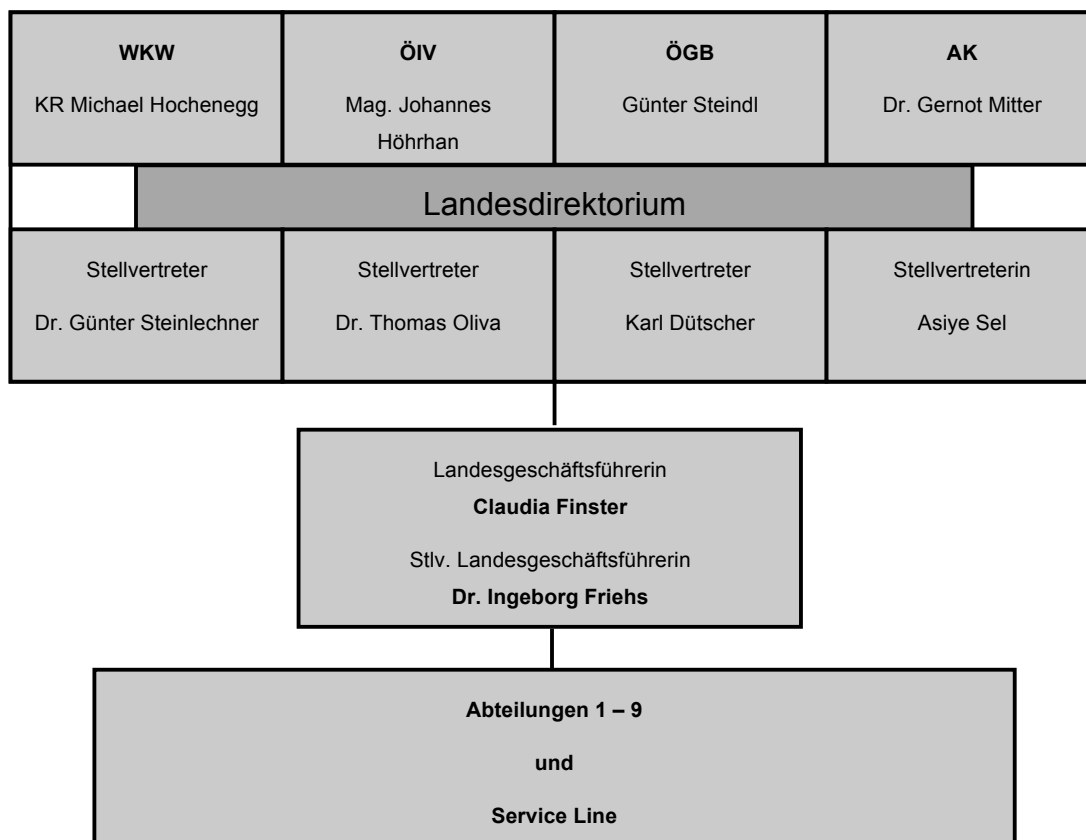 WKW
KR Michael Hochenegg
ÖIV
Mag. Johannes
Höhrhan
ÖGB
Günter Steindl
AK
Dr. Gernot Mitter
Landesdirektorium
Stellvertreter
Dr. Günter Steinlechner
Stellvertreter
Dr. Thomas Oliva
Stellvertreter
Karl Dütscher
Stellvertreterin
Asiye Sel
Landesgeschäftsführerin
Claudia Finster
Stlv. Landesgeschäftsführerin
Dr. Ingeborg Friehs
Abteilungen 1 – 9
und
Service Line